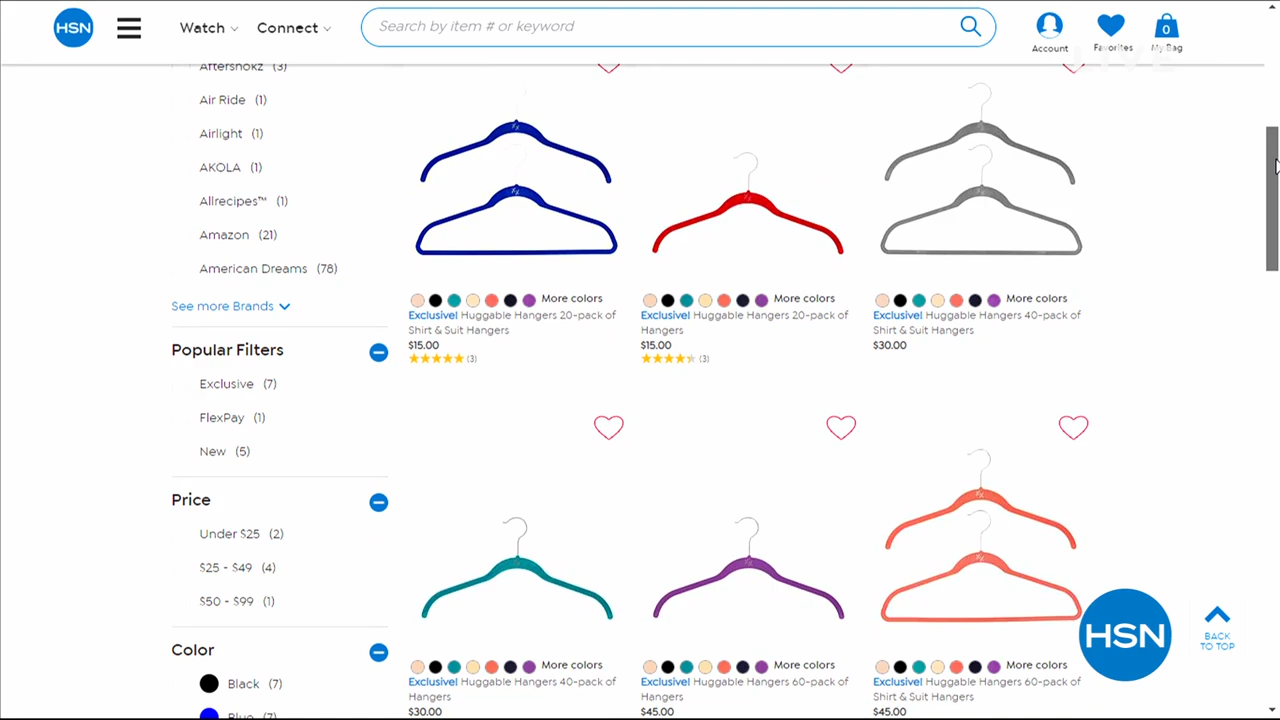 HSN
Watch
Connect
Search by item # or keyword
Account
Favorites
0
My Bag
LIVE
Aftershokz (3)
Air Ride (1)
Airlight (1)
AKOLA (1)
Allrecipes™ (1)
Amazon (21)
American Dreams (78)
See more Brands
Popular Filters
Exclusive (7)
FlexPay (1)
New (5)
Price
Under $25 (2)
$25 - $49 (4)
$50 - $99 (1)
Color
Black (7)
Blue (7)
More colors
Exclusive! Huggable Hangers 20-pack of
Shirt & Suit Hangers
$15.00
(3)
More colors
Exclusive! Huggable Hangers 20-pack of
Hangers
$15.00
(3)
More colors
Exclusive! Huggable Hangers 40-pack of
Shirt & Suit Hangers
$30.00
More colors
Exclusive! Huggable Hangers 40-pack of
Hangers
$30.00
More colors
Exclusive! Huggable Hangers 60-pack of
Hangers
$45.00
More colors
Exclusive! Huggable Hangers 60-pack of
Shirt & Suit Hangers
$45.00
HSN
BACK
TO TOP